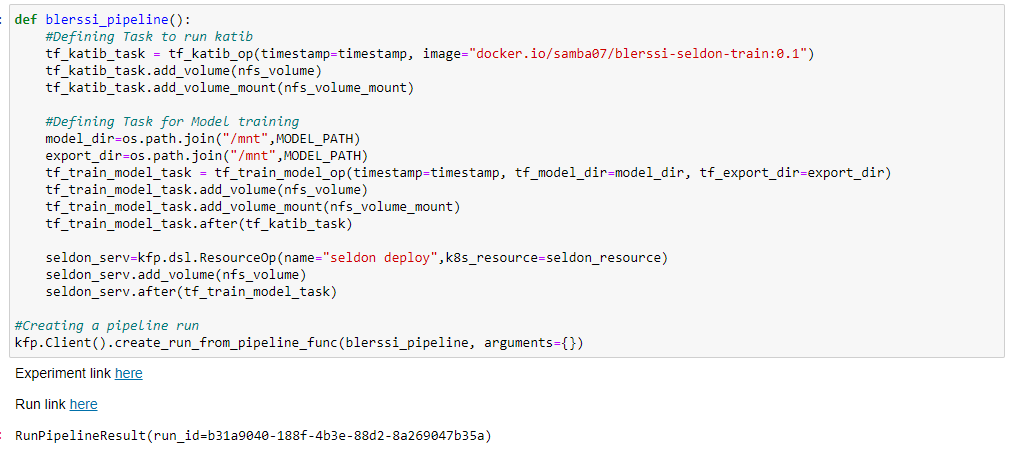 def blerssi_pipeline():
    #Defining Task to run katib
    tf_katib_task = tf_katib_op(timestamp=timestamp, image="docker.io/samba07/blerssi-seldon-train:0.1")
    tf_katib_task.add_volume(nfs_volume)
    tf_katib_task.add_volume_mount(nfs_volume_mount)

    #Defining Task for Model training
    model_dir=os.path.join("/mnt",MODEL_PATH)
    export_dir=os.path.join("/mnt",MODEL_PATH)
    tf_train_model_task = tf_train_model_op(timestamp=timestamp, tf_model_dir=model_dir, tf_export_dir=export_dir)
    tf_train_model_task.add_volume(nfs_volume)
    tf_train_model_task.add_volume_mount(nfs_volume_mount)
    tf_train_model_task.after(tf_katib_task)

    seldon_serv=kfp.dsl.ResourceOp(name="seldon deploy",k8s_resource=seldon_resource)
    seldon_serv.add_volume(nfs_volume)
    seldon_serv.after(tf_train_model_task)

#Creating a pipeline run
kfp.Client().create_run_from_pipeline_func(blerssi_pipeline, arguments={})
Experiment link here
Run link here
RunPipelineResult(run_id=b31a9040-188f-4b3e-88d2-8a269047b35a)